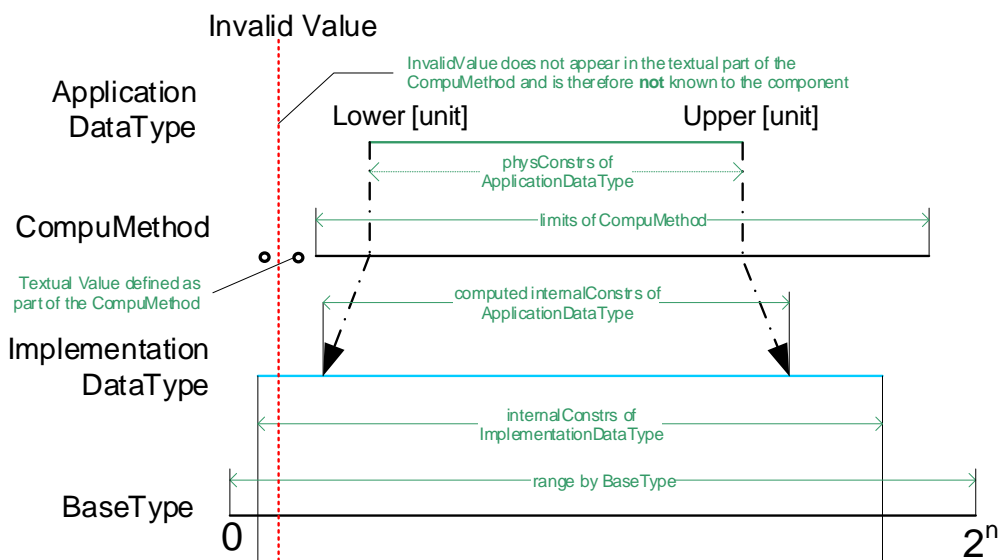 Invalid Value
InvalidValue does not appear in the textual part of the
CompuMethod and is therefore not known to the component
Application
DataType
Lower [unit]
Upper [unit]
physConstrs of
ApplicationDataType
CompuMethod
limits of CompuMethod
Textual Value defined as
part of the CompuMethod
computed internalConstrs of
ApplicationDataType
Implementation
DataType
internalConstrs of
ImplementationDataType
range by BaseType
BaseType
0
2^n